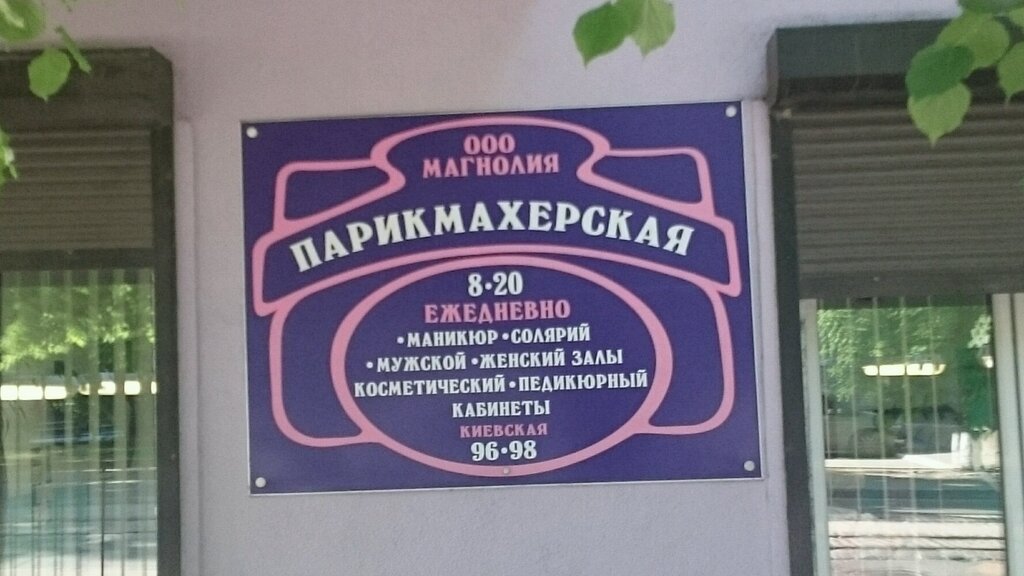 ООО
МАГНОЛИЯ
ПАРИКМАХЕРСКАЯ
8•20
ЕЖЕДНЕВНО
•МАНИКЮР•СОЛЯРИЙ
•МУЖСКОЙ•ЖЕНСКИЙ ЗАЛЫ
КОСМЕТИЧЕСКИЙ•ПЕДИКЮРНЫЙ
КАБИНЕТЫ
КИЕВСКАЯ
96•98